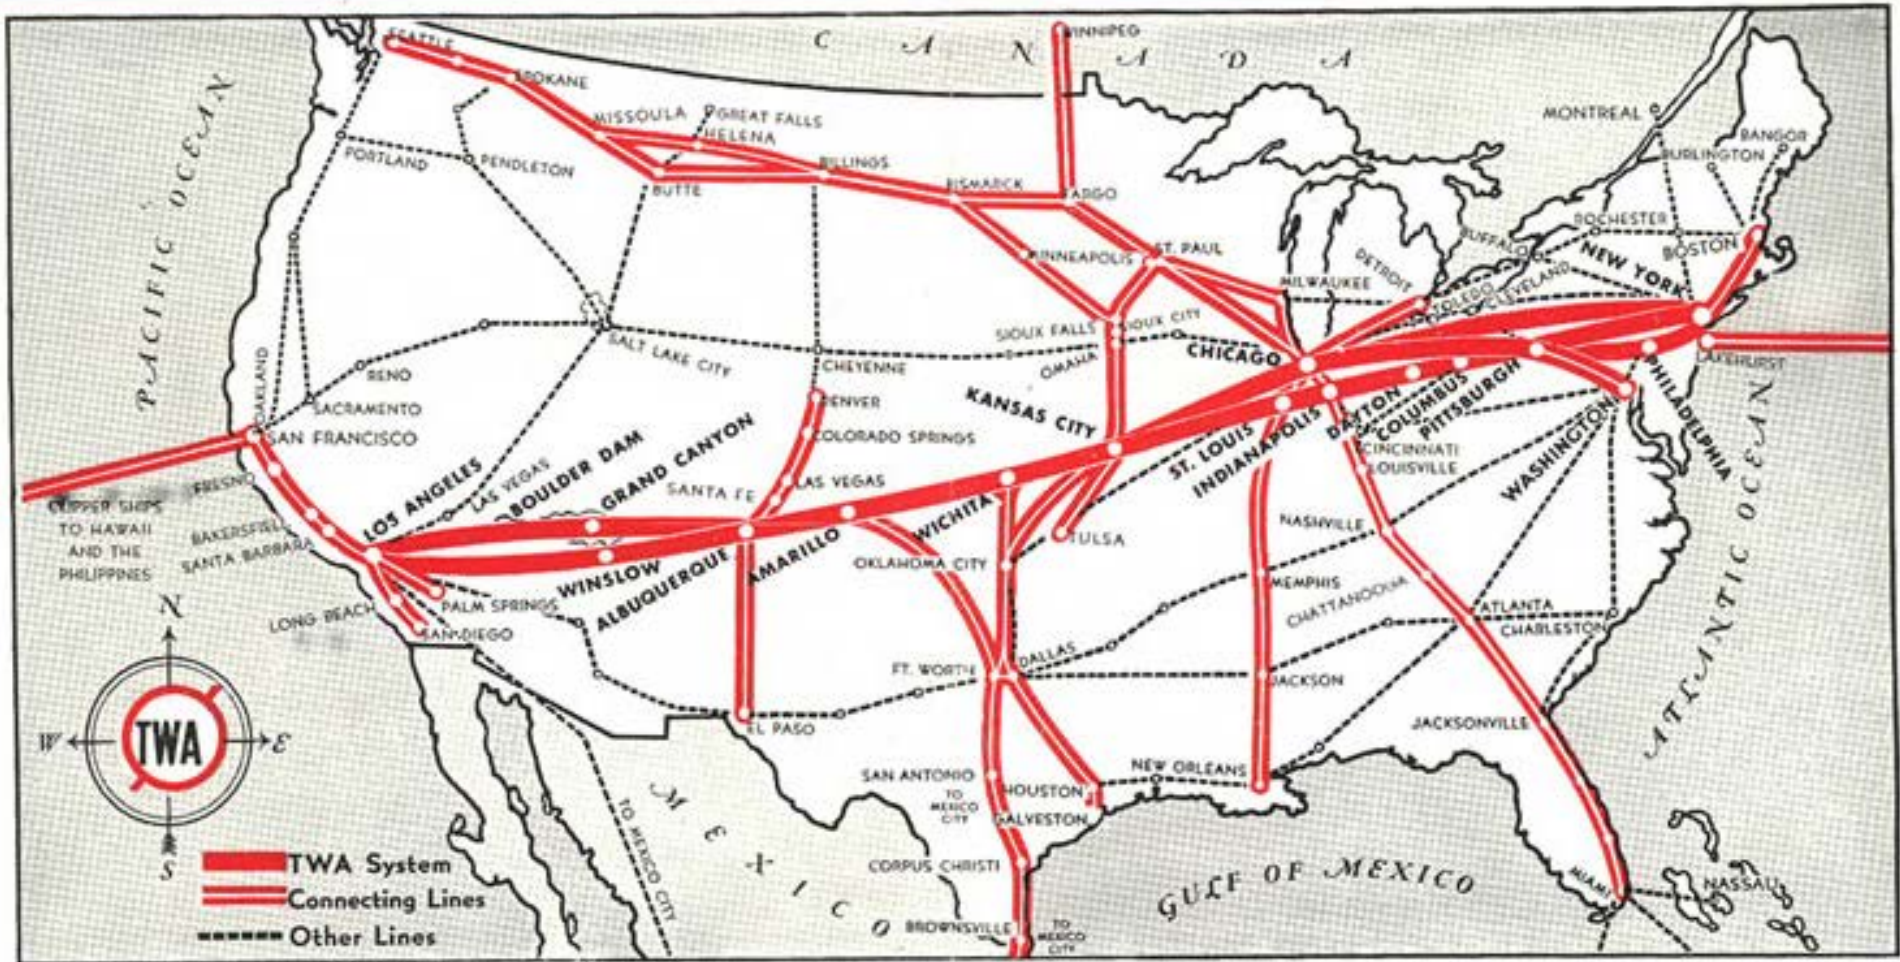 CANADA
SEATTLE
SPOKANE
MISSOULA
GREAT FALLS
HELENA
BUTTE
BILLINGS
BISMARCK
FARGO
WINNIPEG
PORTLAND
PENDLETON
MINNEAPOLIS
ST. PAUL
MILWAUKEE
DETROIT
BUFFALO
ROCHESTER
MONTREAL
BURLINGTON
BANGOR
BOSTON
NEW YORK
TOLEDO
CLEVELAND
LAKEHURST
PACIFIC OCEAN
OAKLAND
SAN FRANCISCO
SACRAMENTO
RENO
SALT LAKE CITY
CHEYENNE
SIOUX FALLS
SIOUX CITY
OMAHA
CHICAGO
KANSAS CITY
DENVER
COLORADO SPRINGS
LAS VEGAS
SANTA FE
ST. LOUIS
INDIANAPOLIS
DAYTON
COLUMBUS
PITTSBURGH
PHILADELPHIA
WASHINGTON
CINCINNATI
LOUISVILLE
CLIPPER SHIPS
TO HAWAII
AND THE
PHILIPPINES
FRESNO
BAKERSFIELD
SANTA BARBARA
LOS ANGELES
LAS VEGAS
BOULDER DAM
GRAND CANYON
LONG BEACH
PALM SPRINGS
SAN DIEGO
WINSLOW
ALBUQUERQUE
AMARILLO
WICHITA
OKLAHOMA CITY
TULSA
NASHVILLE
MEMPHIS
CHATTANOOGA
ATLANTA
CHARLESTON
ATLANTIC OCEAN
FT. WORTH
DALLAS
JACKSON
EL PASO
JACKSONVILLE
NEW ORLEANS
SAN ANTONIO
TO
MEXICO
CITY
HOUSTON
GALVESTON
CORPUS CHRISTI
BROWNSVILLE
TO
MEXICO
CITY
TO MEXICO CITY
MEXICO
GULF OF MEXICO
MIAMI
NASSAU
N
W
E
S
TWA
TWA System
Connecting Lines
Other Lines